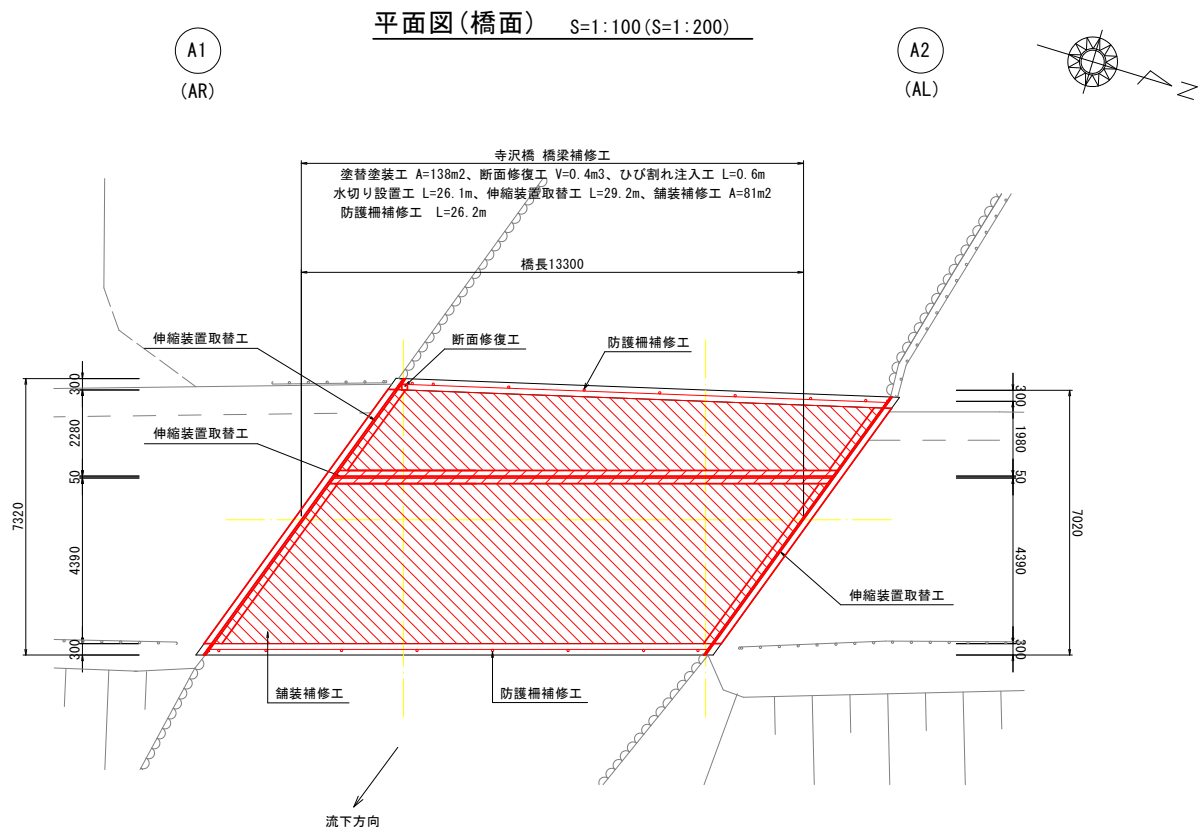 平面図(橋面) S=1:100(S=1:200)
A1
(AR)
A2
(AL)
N
寺沢橋 橋梁補修工
塗替塗装工 A=138m2、断面修復工 V=0.4m3、ひび割れ注入工 L=0.6m
水切り設置工 L=26.1m、伸縮装置取替工 L=29.2m、舗装補修工 A=81m2
防護柵補修工 L=26.2m
橋長13300
伸縮装置取替工
断面修復工
防護柵補修工
伸縮装置取替工
300
2280
50
4390
300
7320
300
1980
50
4390
300
7020
伸縮装置取替工
舗装補修工
防護柵補修工
流下方向